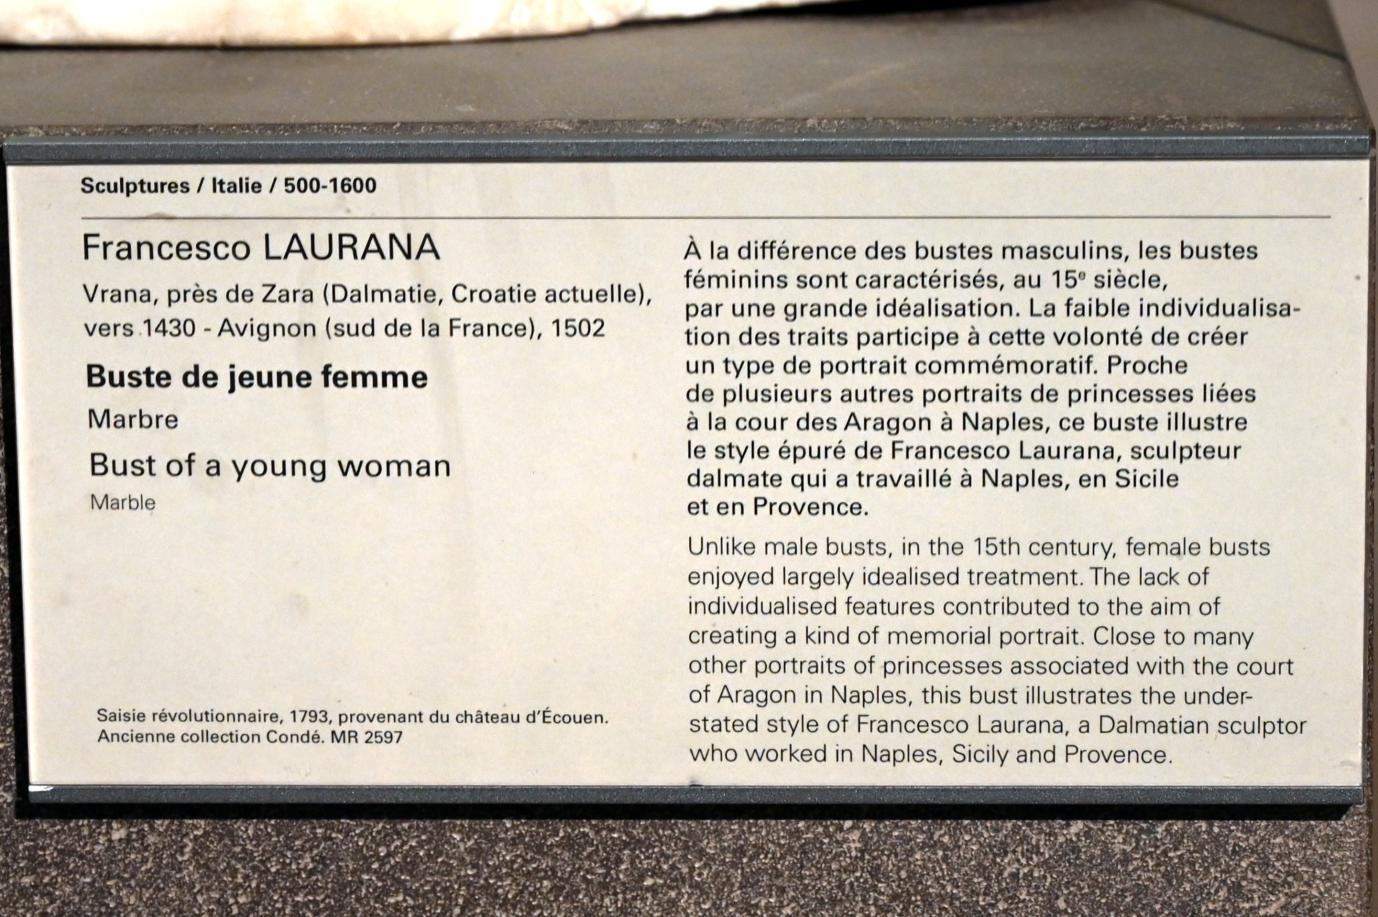 Sculptures / Italie / 500-1600
Francesco LAURANA
Vrana, près de Zara (Dalmatie, Croatie actuelle),
vers 1430 - Avignon (sud de la France), 1502
Buste de jeune femme
Marbre
Bust of a young woman
Marble
Saisie révolutionnaire, 1793, provenant du château d'Écouen.
Ancienne collection Condé. MR 2597
À la différence des bustes masculins, les bustes
féminins sont caractérisés, au 15e siècle,
par une grande idéalisation. La faible individualisa-
tion des traits participe à cette volonté de créer
un type de portrait commémoratif. Proche
de plusieurs autres portraits de princesses liées
à la cour des Aragon à Naples, ce buste illustre
le style épuré de Francesco Laurana, sculpteur
dalmate qui a travaillé à Naples, en Sicile
et en Provence.
Unlike male busts, in the 15th century, female busts
enjoyed largely idealised treatment. The lack of
individualised features contributed to the aim of
creating a kind of memorial portrait. Close to many
other portraits of princesses associated with the court
of Aragon in Naples, this bust illustrates the under-
stated style of Francesco Laurana, a Dalmatian sculptor
who worked in Naples, Sicily and Provence.